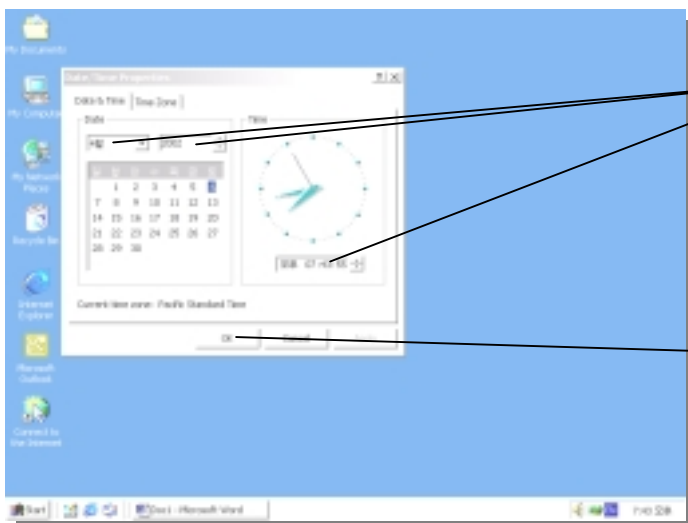 My Documents
Date/Time Properties
? X
Date & Time
Time Zone
My Computer
Date
Time
2002
1 2 3 4 5 6
7 8 9 10 11 12 13
14 15 16 17 18 19 20
21 22 23 24 25 26 27
28 29 30
My Network
Places
Recycle Bin
Internet
Explorer
Current time zone: Pacific Standard Time
OK
Cancel
Apply
Microsoft
Outlook
Connect to
the Internet
Start
Doc1 - Microsoft Word